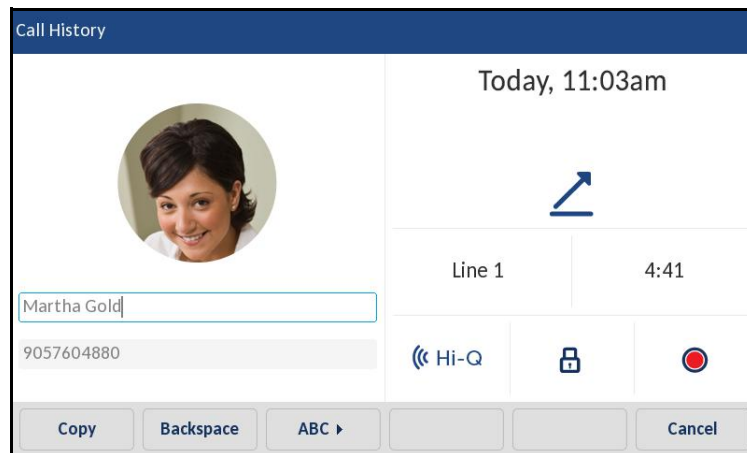 Call History
Today, 11:03am
Martha Gold
9057604880
Line 1
4:41
Hi-Q
Copy
Backspace
ABC
Cancel